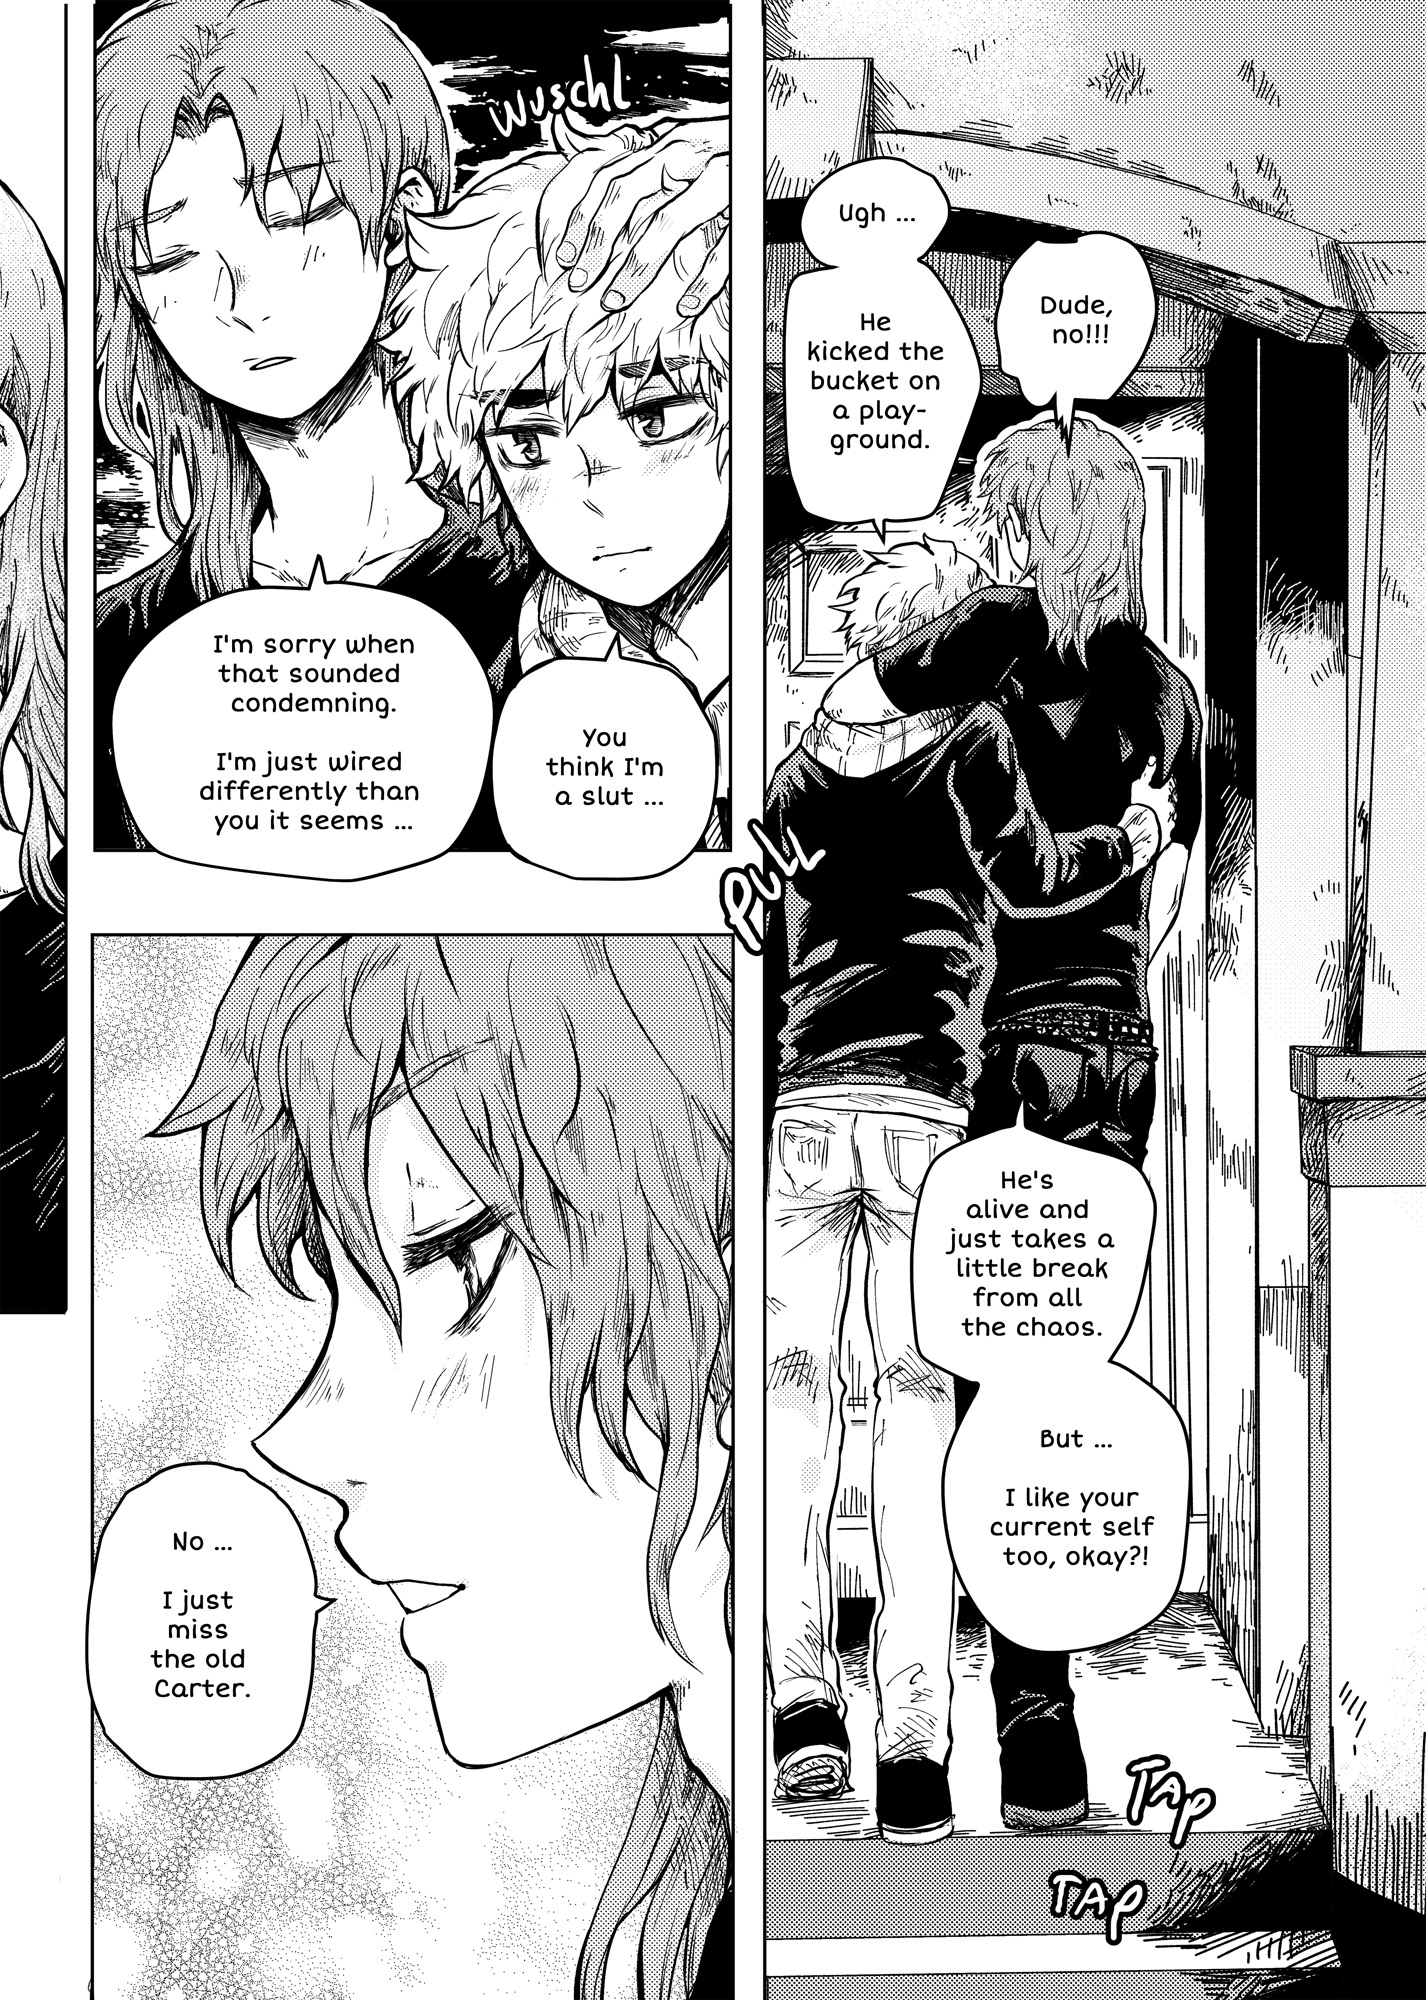 wuschl
I'm sorry when
that sounded
condemning.
I'm just wired
differently than
you it seems ...
You
think I'm
a slut ...
No ...
I just
miss
the old
Carter.
Ugh ...
He
kicked the
bucket on
a play-
ground.
Dude,
no!!!
PULL
He's
alive and
just takes a
little break
from all
the chaos.
But ...
I like your
current self
too, okay?!
TAP
TAP